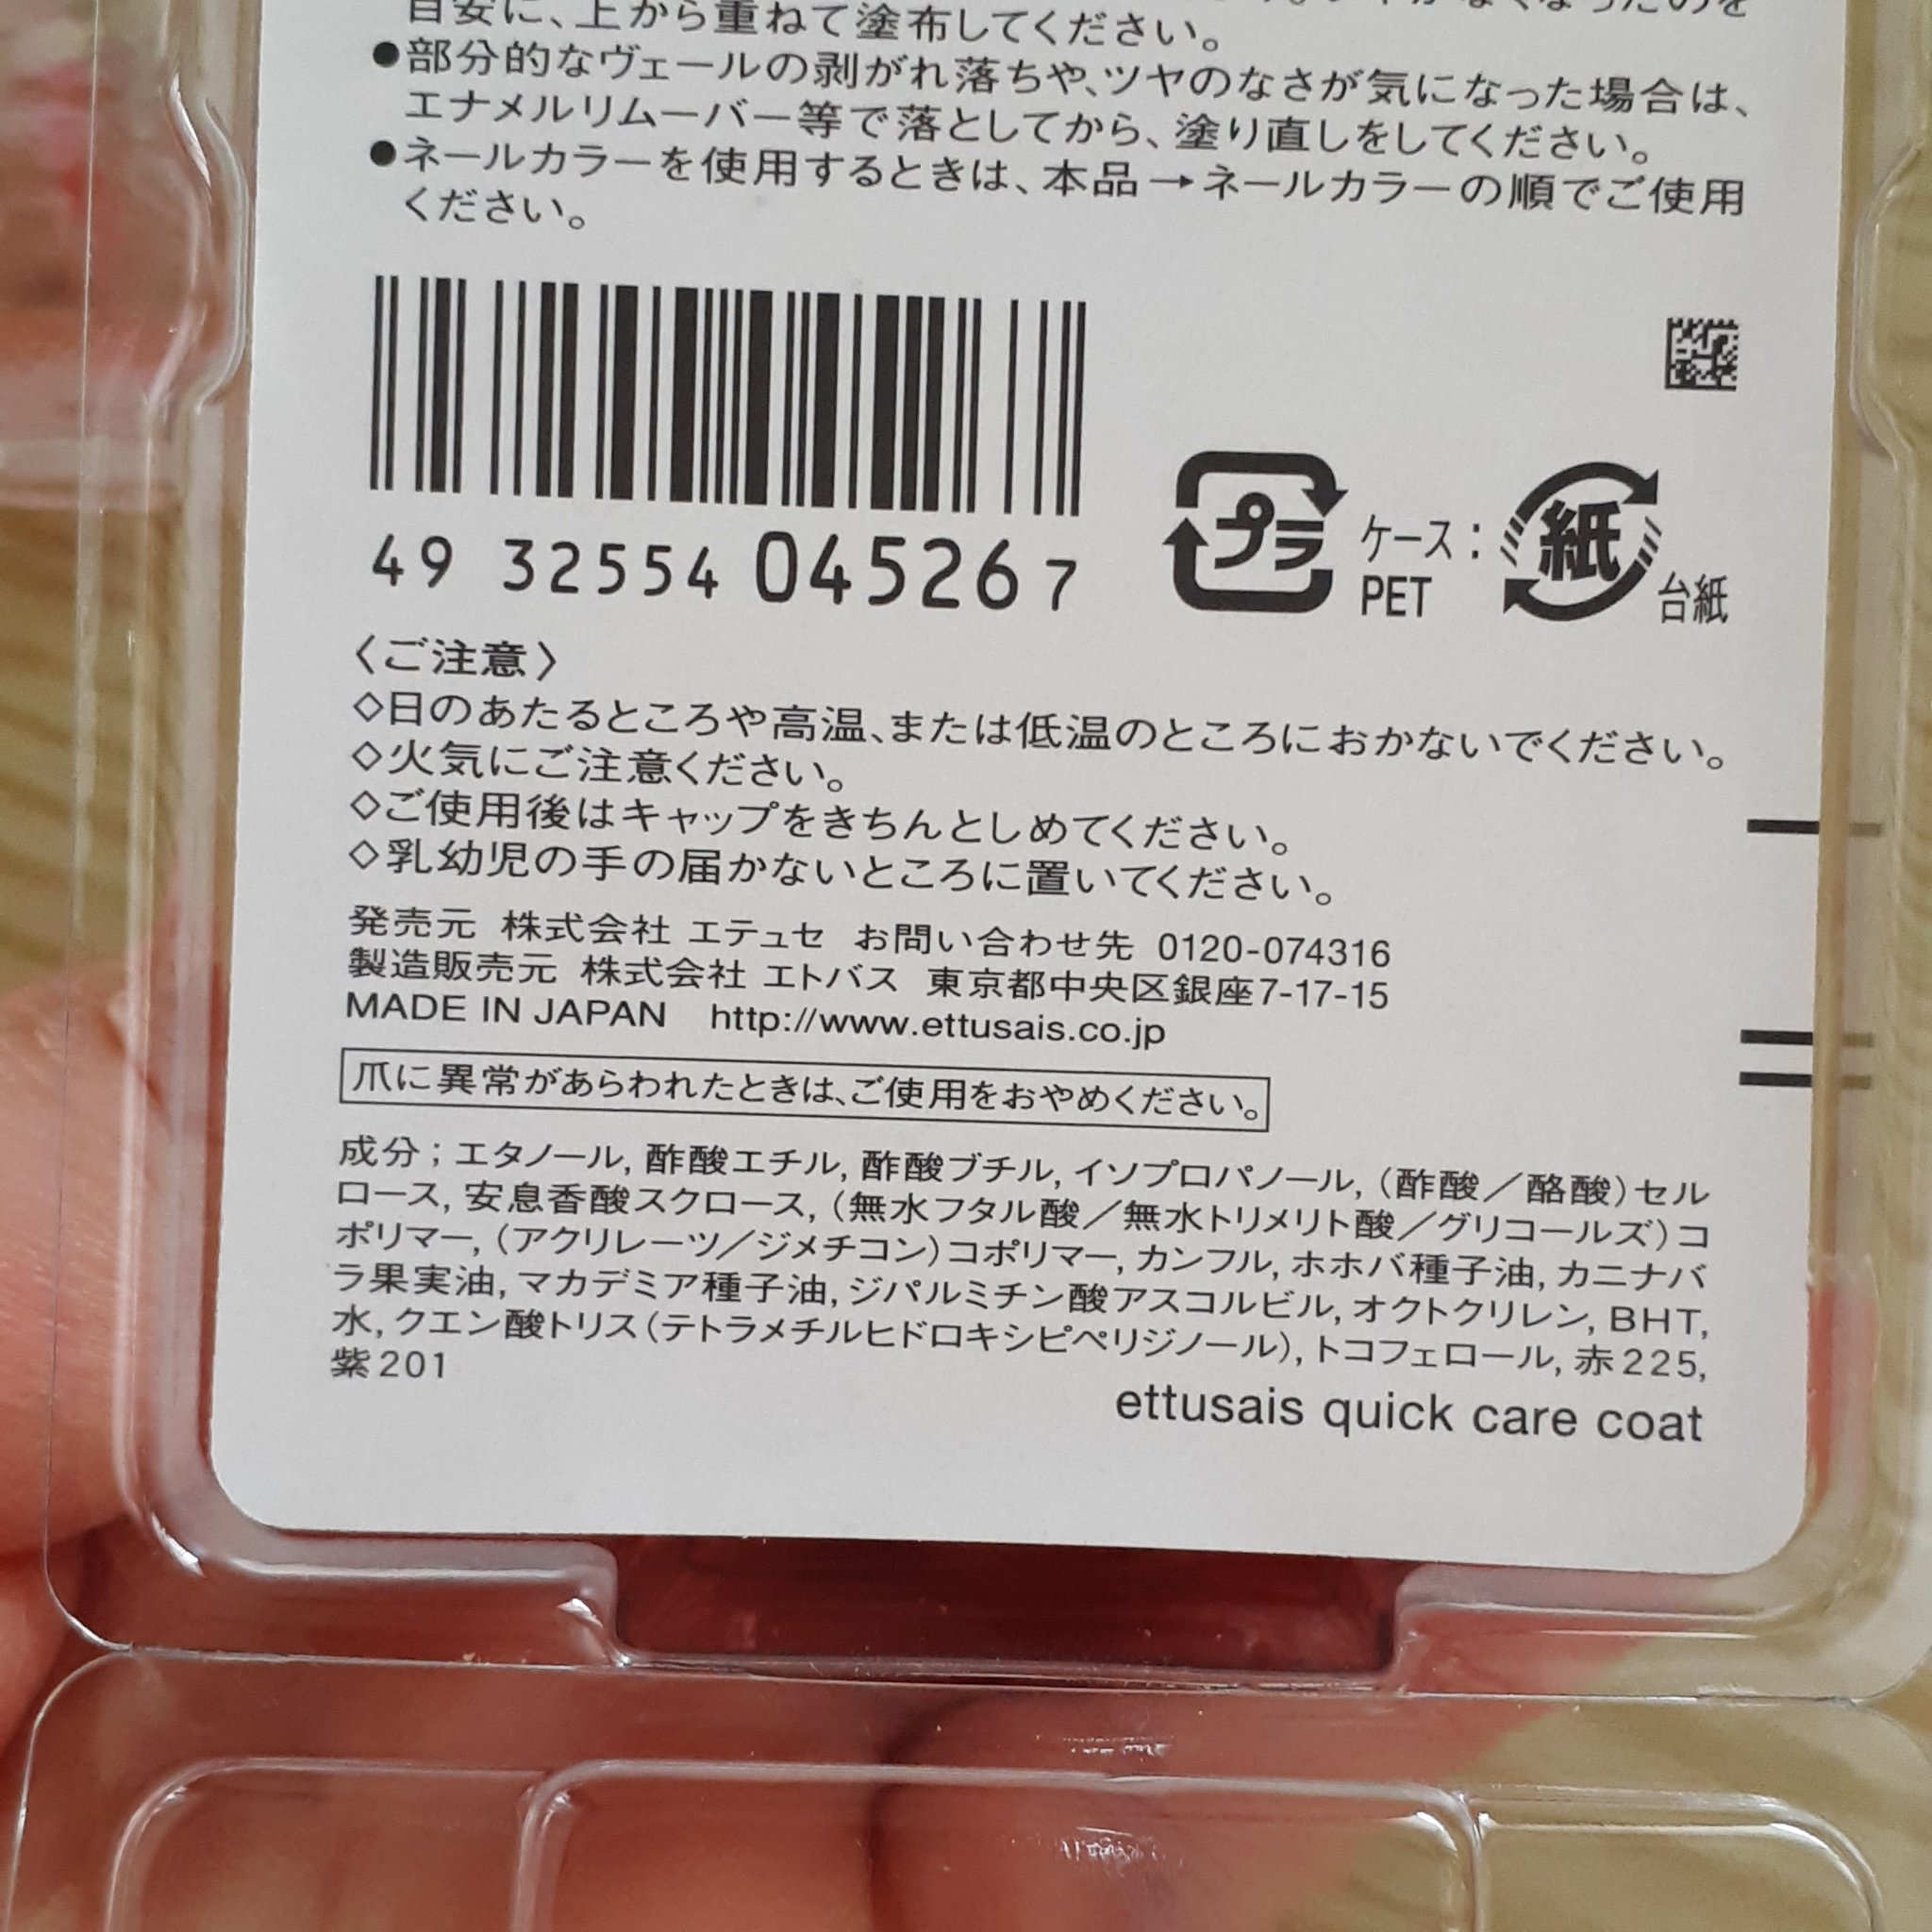 目安に、上から重ねて塗布してください。
●部分的なヴェールの剥がれ落ちや、ツヤのなさが気になった場合は、
エナメルリムーバー等で落としてから、塗り直しをしてください。
●ネールカラーを使用するときは、本品→ネールカラーの順でご使用
ください。
49 32554 045267
プラ ケース: PET
紙 台紙
〈ご注意〉
◇日のあたるところや高温、または低温のところにおかないでください。
◇火気にご注意ください。
◇ご使用後はキャップをきちんとしめてください。
◇乳幼児の手の届かないところに置いてください。
発売元 株式会社 エテュセ お問い合わせ先 0120-074316
製造販売元 株式会社 エトバス 東京都中央区銀座7-17-15
MADE IN JAPAN http://www.ettusais.co.jp
爪に異常があらわれたときは、ご使用をおやめください。
成分；エタノール, 酢酸エチル, 酢酸ブチル, イソプロパノール, (酢酸／酪酸)セル
ロース, 安息香酸スクロース, (無水フタル酸／無水トリメリト酸／グリコールズ)コ
ポリマー, (アクリレーツ／ジメチコン)コポリマー, カンフル, ホホバ種子油, カニナバ
ラ果実油, マカデミア種子油, ジパルミチン酸アスコルビル, オクトクリレン, BHT,
水, クエン酸トリス(テトラメチルヒドロキシピペリジノール), トコフェロール, 赤225,
紫201
ettusais quick care coat